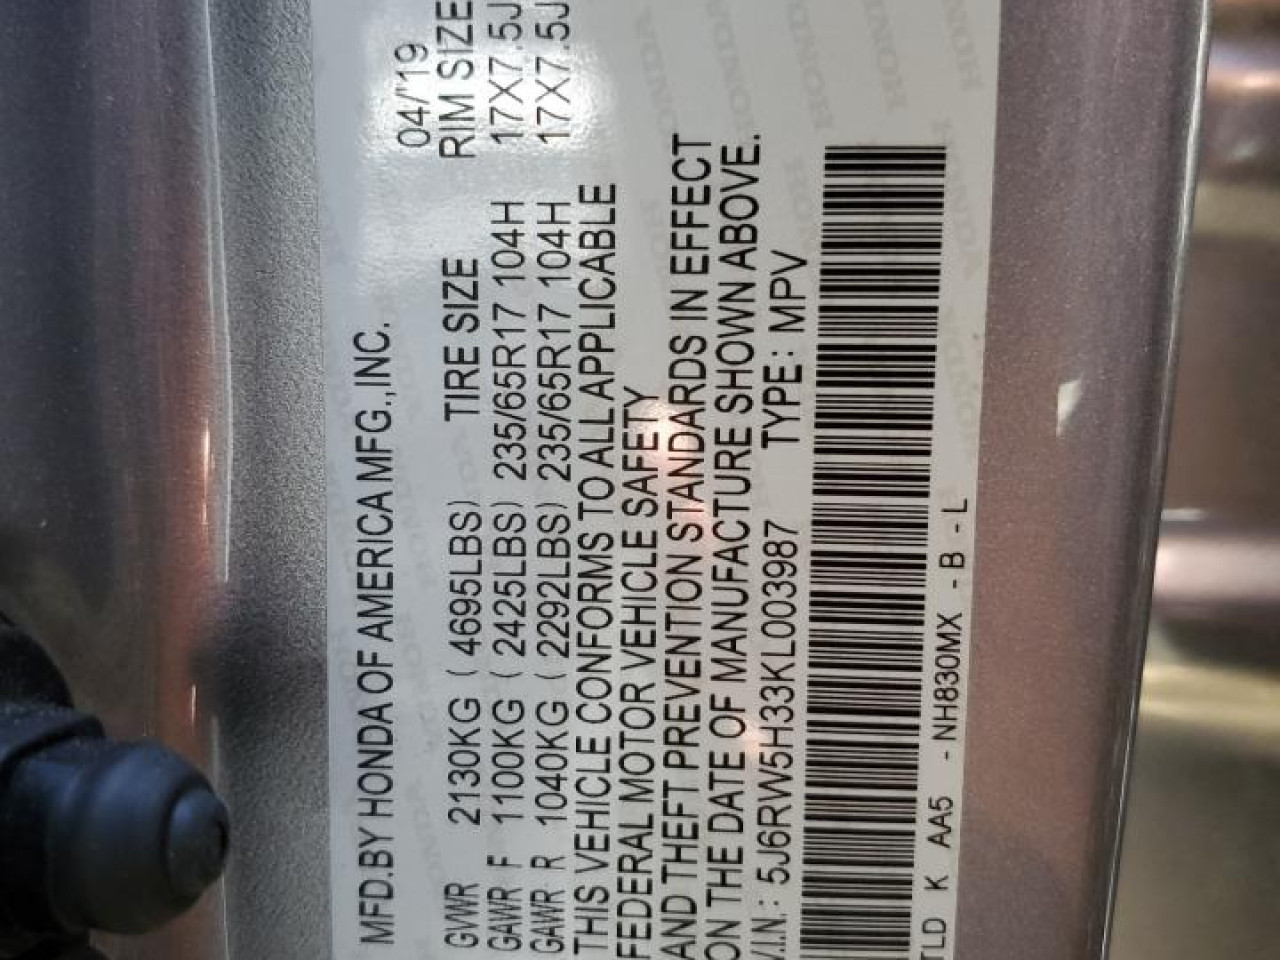 MFD.BY HONDA OF AMERICA MFG.,INC. 04/'19
GVWR 2130KG ( 4695LBS) TIRE SIZE RIM SIZE
GAWR F 1100KG ( 2425LBS) 235/65R17 104H 17X7.5J
GAWR R 1040KG ( 2292LBS) 235/65R17 104H 17X7.5J
THIS VEHICLE CONFORMS TO ALL APPLICABLE
FEDERAL MOTOR VEHICLE SAFETY
AND THEFT PREVENTION STANDARDS IN EFFECT
ON THE DATE OF MANUFACTURE SHOWN ABOVE.
V.I.N.: 5J6RW5H33KL003987 TYPE: MPV
TLD K AA5 - NH830MX - B - L